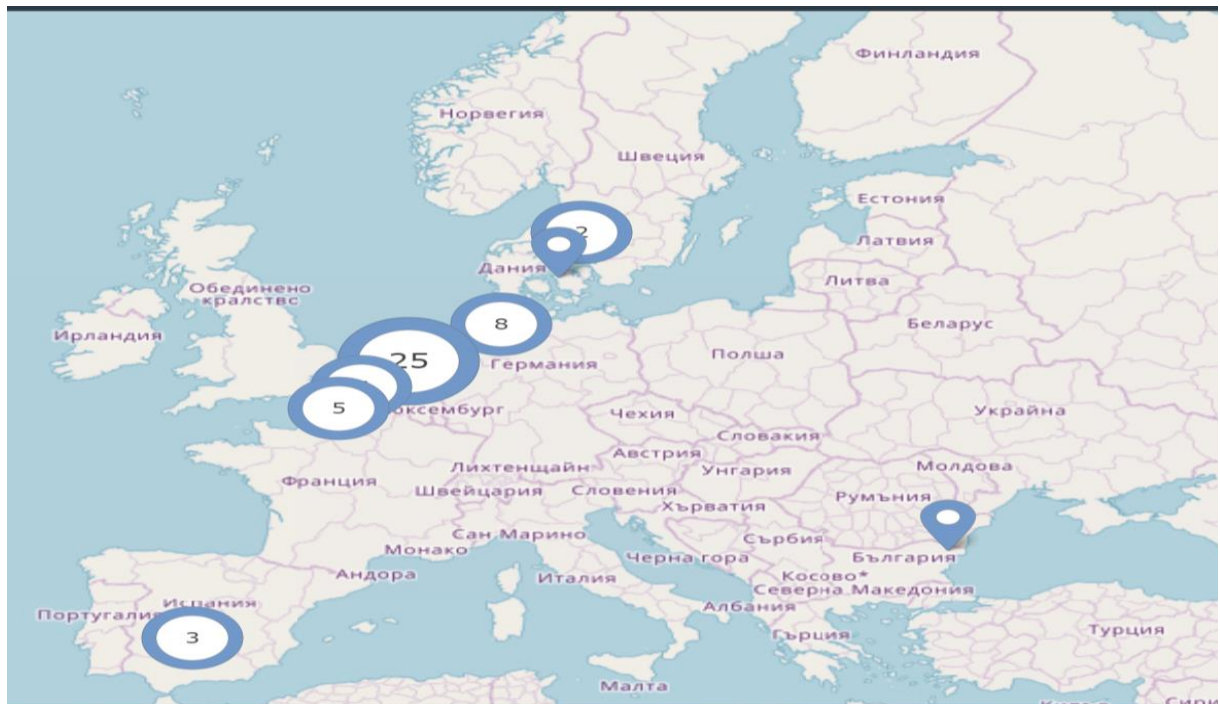 Финландия
Норвегия
Швеция
Естония
2
Латвия
Дания
Литва
Обединено
кралствс
8
Беларус
Ирландия
25
Полша
Германия
5
оксембург
Чехия
Украйна
Словакия
Австрия
Лихтенщайн
Унгария
Молдова
Франция
Швейцария
Словения
Румъния
Хърватия
Сан Марино
Сърбия
Монако
Черна гора
България
Андора
Италия
Косово*
Северна Македония
Испания
Албания
Португалия
3
Гърция
Турция
Малта